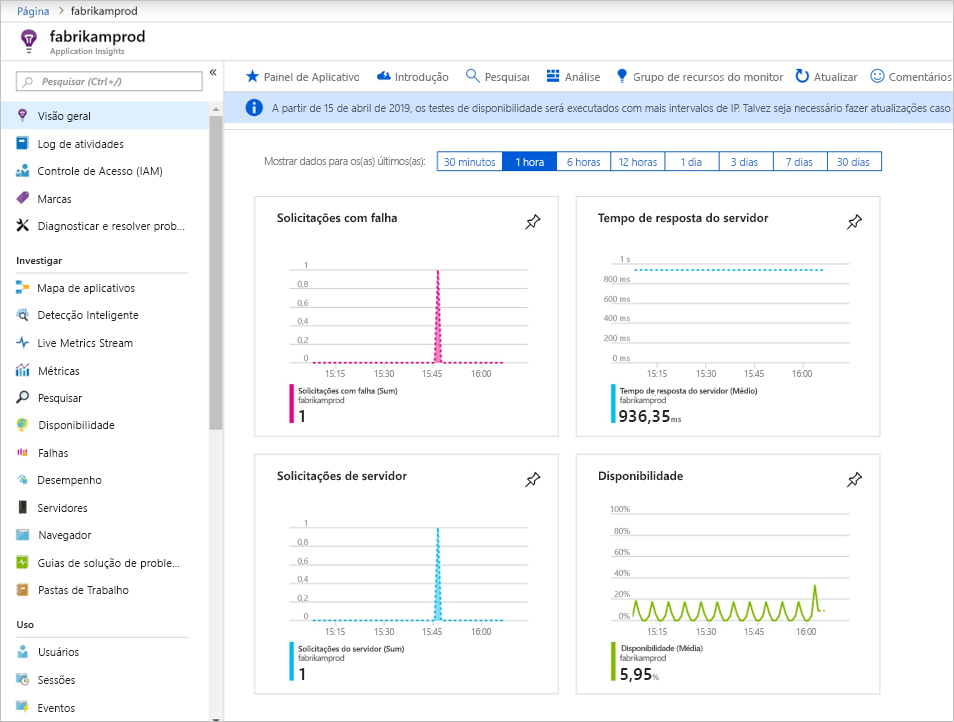 Página > fabrikamprod
fabrikamprod
Application Insights
Pesquisar (Ctrl+/)
«
Visão geral
Log de atividades
Controle de Acesso (IAM)
Marcas
Diagnosticar e resolver prob...
Investigar
Mapa de aplicativos
Detecção Inteligente
Live Metrics Stream
Métricas
Pesquisar
Disponibilidade
Falhas
Desempenho
Servidores
Navegador
Guias de solução de proble...
Pastas de Trabalho
Uso
Usuários
Sessões
Eventos
Painel de Aplicativo Introdução Pesquisar Análise Grupo de recursos do monitor Atualizar Comentários
A partir de 15 de abril de 2019, os testes de disponibilidade será executados com mais intervalos de IP. Talvez seja necessário fazer atualizações caso
Mostrar dados para os(as) últimos(as): 30 minutos 1 hora 6 horas 12 horas 1 dia 3 dias 7 dias 30 dias
Solicitações com falha
1
0,8
0,6
0,4
0,2
0
15:15 15:30 15:45 16:00
Solicitações com falha (Sum)
fabrikamprod
1
Tempo de resposta do servidor
1 s
800 ms
600 ms
400 ms
200 ms
0 ms
15:15 15:30 15:45 16:00
Tempo de resposta do servidor (Médio)
fabrikamprod
936,35 ms
Solicitações de servidor
1
0,8
0,6
0,4
0,2
0
15:15 15:30 15:45 16:00
Solicitações do servidor (Sum)
fabrikamprod
1
Disponibilidade
100%
80%
60%
40%
20%
0%
15:15 15:30 15:45 16:00
Disponibilidade (Média)
fabrikamprod
5,95%